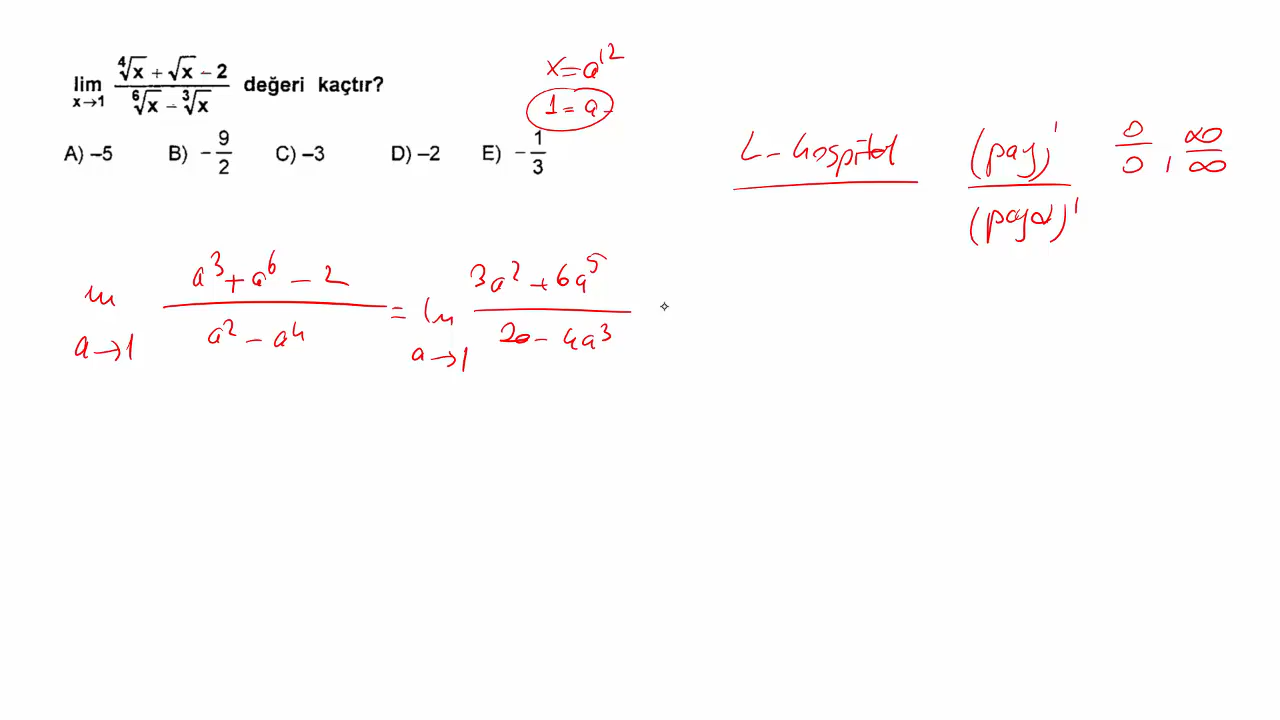 lim x→1 (⁴√x + √x – 2) / (⁶√x – ³√x) değeri kaçtır?
A) –5 B) –9/2 C) –3 D) –2 E) –1/3
x = a¹²
1 = a
L-hospital (pay)' / (payda)' 0/0 , ∞/∞
lim a→1 (a³ + a⁶ – 2) / (a² – a⁴) = lim a→1 (3a² + 6a⁵) / (2a – 4a³)